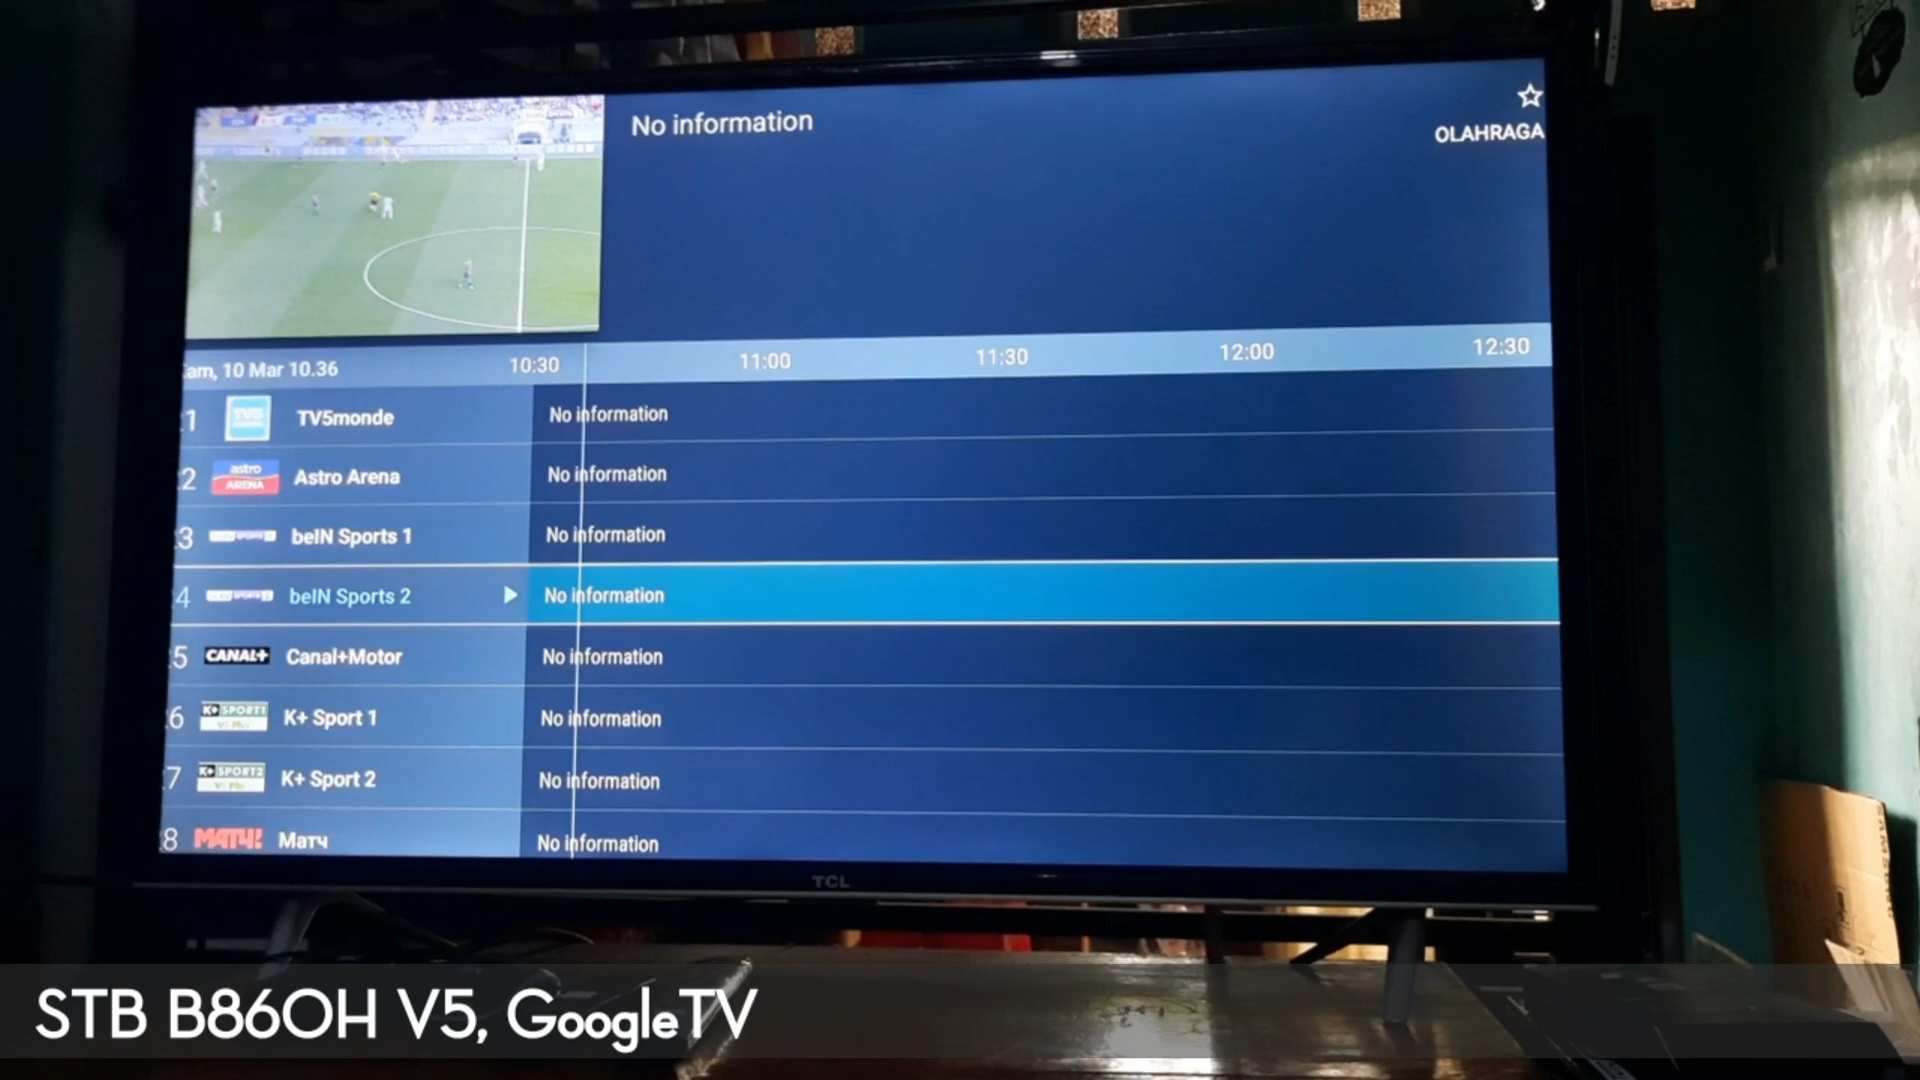 No information
OLAHRAGA
am, 10 Mar 10.36 10:30 11:00 11:30 12:00 12:30
1 TV5 TV5monde No information
2 astro ARENA Astro Arena No information
3 beIN Sports 1 No information
4 beIN Sports 2 No information
5 CANAL+ Canal+Motor No information
6 K+ SPORT1 K+ Sport 1 No information
7 K+ SPORT2 K+ Sport 2 No information
8 МАТЧ! Матч No information
TCL
STB B860H V5, GoogleTV